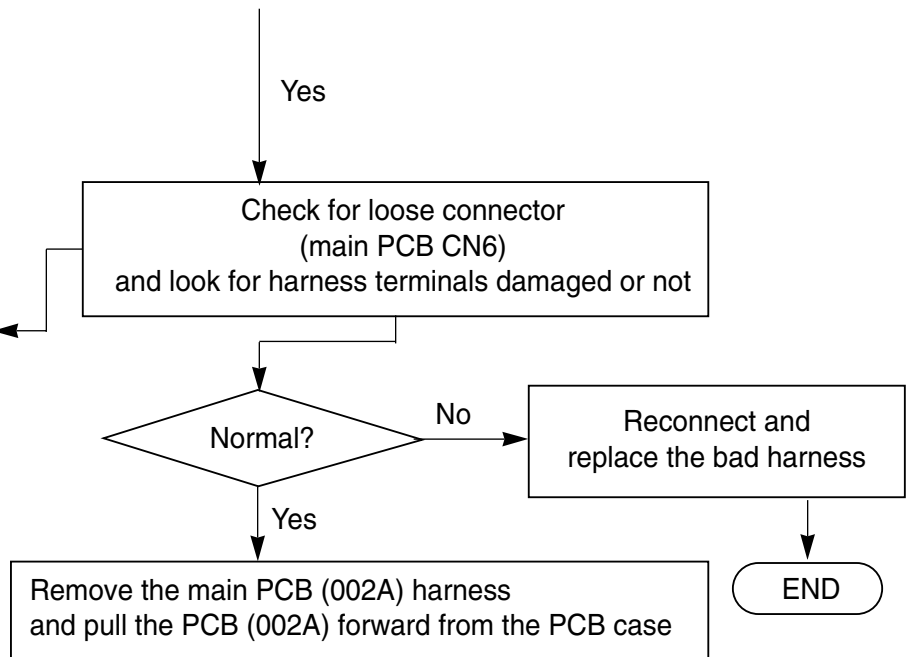 Yes
Check for loose connector
(main PCB CN6)
and look for harness terminals damaged or not
Normal?
No
Reconnect and
replace the bad harness
Yes
END
Remove the main PCB (002A) harness
and pull the PCB (002A) forward from the PCB case